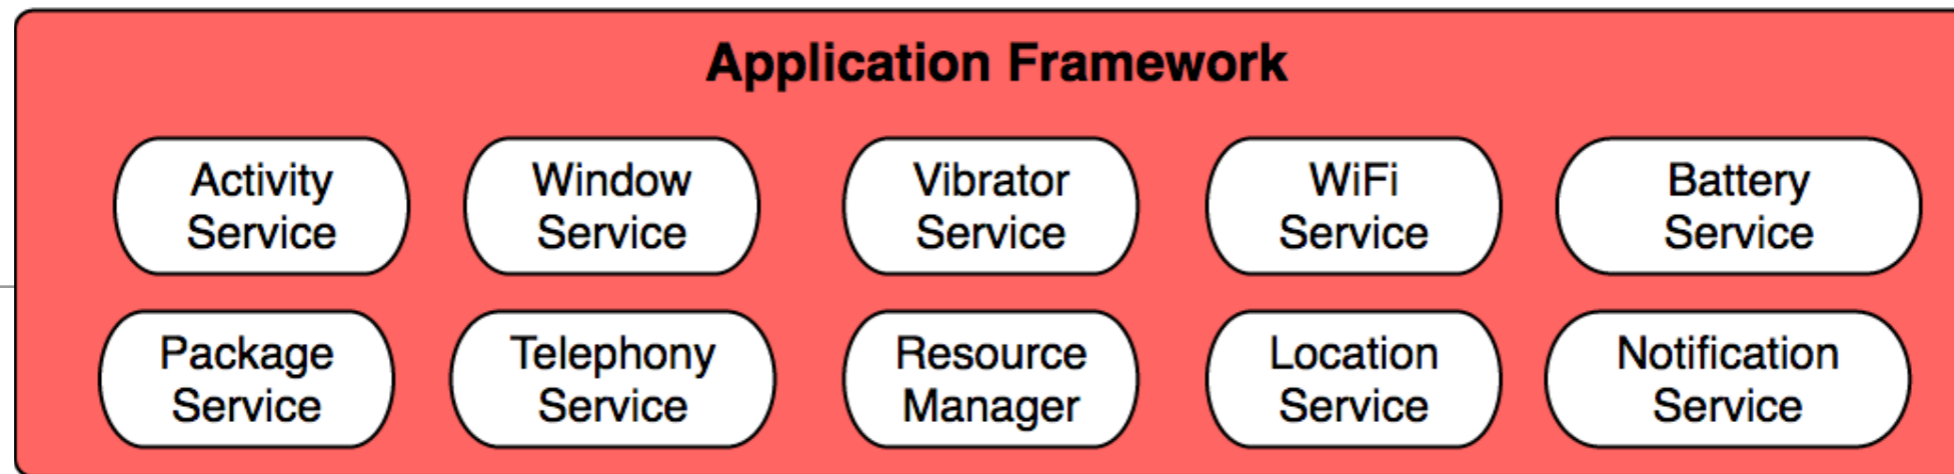 Application Framework
Activity
Service
Window
Service
Vibrator
Service
WiFi
Service
Battery
Service
Package
Service
Telephony
Service
Resource
Manager
Location
Service
Notification
Service